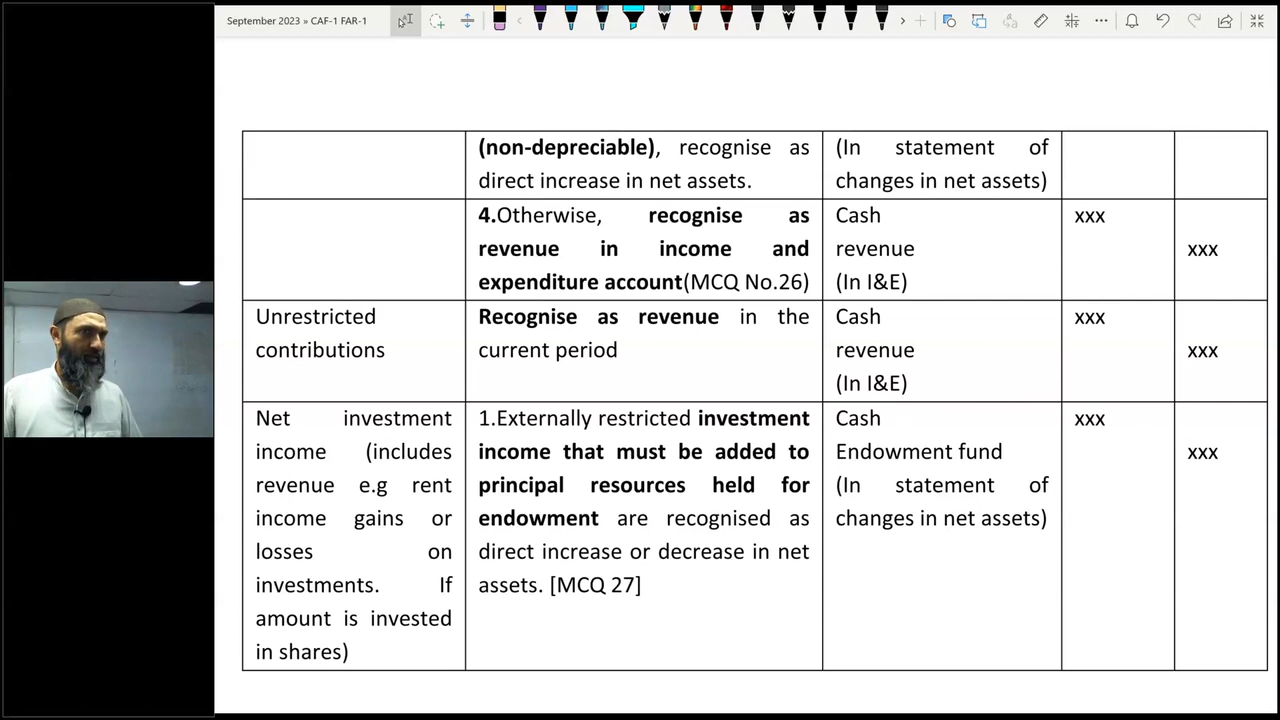 September 2023 » CAF-1 FAR-1
(non-depreciable), recognise as
direct increase in net assets.
(In statement of
changes in net assets)
4.Otherwise, recognise as
revenue in income and
expenditure account(MCQ No.26)
Cash
revenue
(In I&E)
xxx
xxx
Unrestricted
contributions
Recognise as revenue in the
current period
Cash
revenue
(In I&E)
xxx
xxx
Net investment
income (includes
revenue e.g rent
income gains or
losses on
investments. If
amount is invested
in shares)
1.Externally restricted investment
income that must be added to
principal resources held for
endowment are recognised as
direct increase or decrease in net
assets. [MCQ 27]
Cash
Endowment fund
(In statement of
changes in net assets)
xxx
xxx